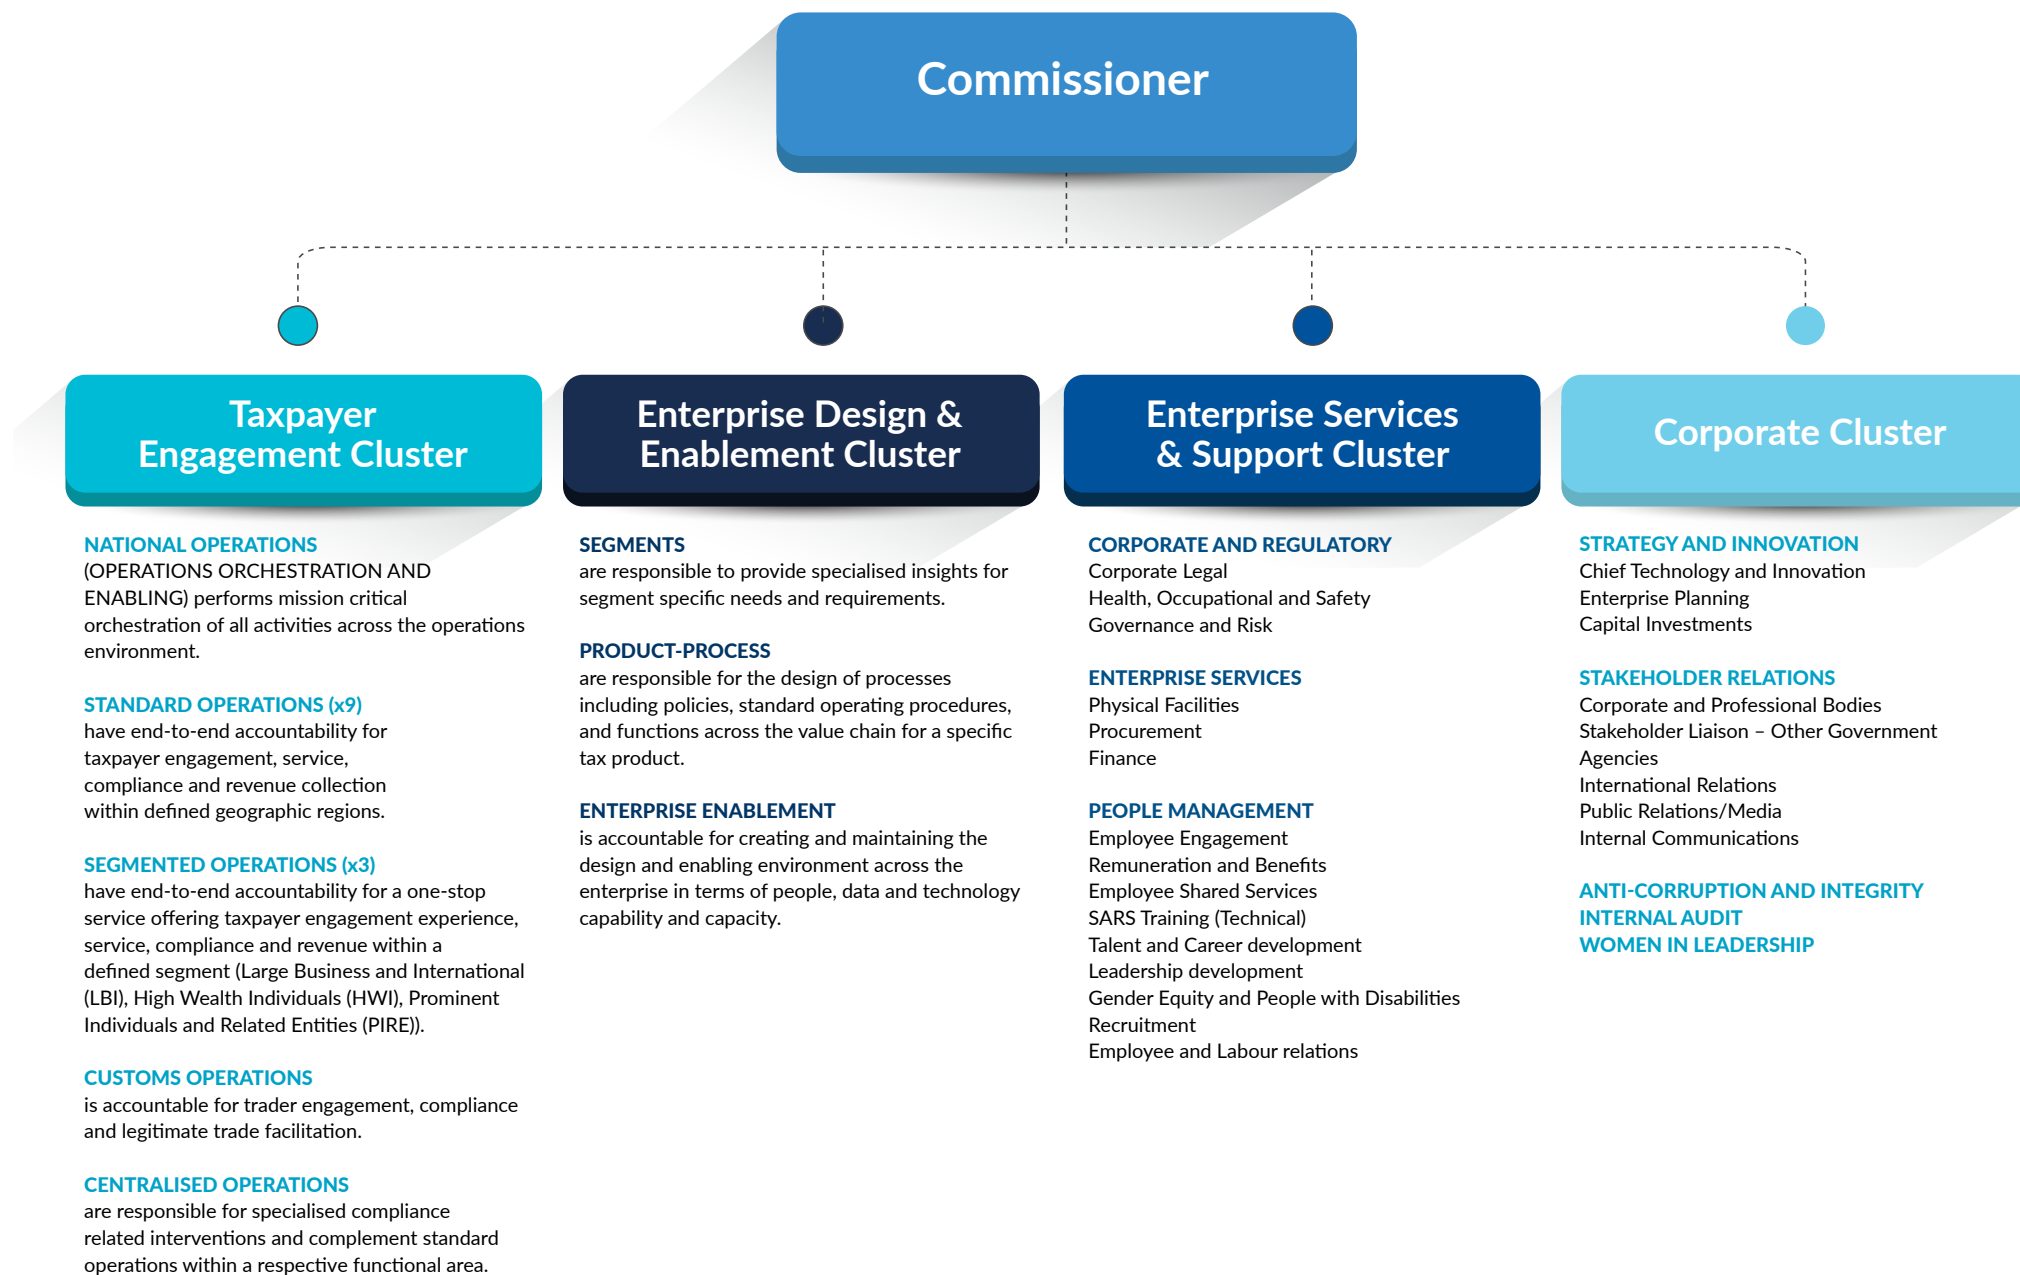 Commissioner
Taxpayer
Engagement Cluster
NATIONAL OPERATIONS
(OPERATIONS ORCHESTRATION AND
ENABLING) performs mission critical
orchestration of all activities across the operations
environment.
STANDARD OPERATIONS (x9)
have end-to-end accountability for
taxpayer engagement, service,
compliance and revenue collection
within defined geographic regions.
SEGMENTED OPERATIONS (x3)
have end-to-end accountability for a one-stop
service offering taxpayer engagement experience,
service, compliance and revenue within a
defined segment (Large Business and International
(LBI), High Wealth Individuals (HWI), Prominent
Individuals and Related Entities (PIRE)).
CUSTOMS OPERATIONS
is accountable for trader engagement, compliance
and legitimate trade facilitation.
CENTRALISED OPERATIONS
are responsible for specialised compliance
related interventions and complement standard
operations within a respective functional area.
Enterprise Design &
Enablement Cluster
SEGMENTS
are responsible to provide specialised insights for
segment specific needs and requirements.
PRODUCT-PROCESS
are responsible for the design of processes
including policies, standard operating procedures,
and functions across the value chain for a specific
tax product.
ENTERPRISE ENABLEMENT
is accountable for creating and maintaining the
design and enabling environment across the
enterprise in terms of people, data and technology
capability and capacity.
Enterprise Services
& Support Cluster
CORPORATE AND REGULATORY
Corporate Legal
Health, Occupational and Safety
Governance and Risk
ENTERPRISE SERVICES
Physical Facilities
Procurement
Finance
PEOPLE MANAGEMENT
Employee Engagement
Remuneration and Benefits
Employee Shared Services
SARS Training (Technical)
Talent and Career development
Leadership development
Gender Equity and People with Disabilities
Recruitment
Employee and Labour relations
Corporate Cluster
STRATEGY AND INNOVATION
Chief Technology and Innovation
Enterprise Planning
Capital Investments
STAKEHOLDER RELATIONS
Corporate and Professional Bodies
Stakeholder Liaison – Other Government
Agencies
International Relations
Public Relations/Media
Internal Communications
ANTI-CORRUPTION AND INTEGRITY
INTERNAL AUDIT
WOMEN IN LEADERSHIP